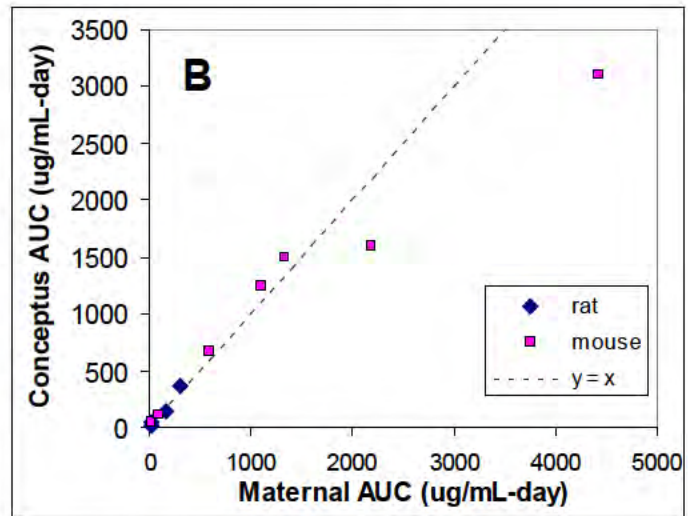 B
3500
3000
2500
2000
1500
1000
500
0
Conceptus AUC (ug/mL-day)
rat
mouse
y = x
0 1000 2000 3000 4000 5000
Maternal AUC (ug/mL-day)